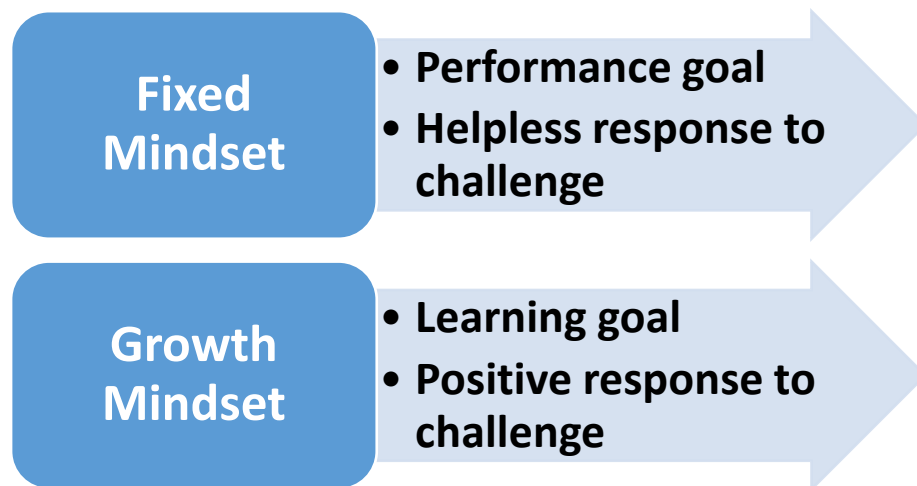 Fixed
Mindset
• Performance goal
• Helpless response to
challenge
Growth
Mindset
• Learning goal
• Positive response to
challenge